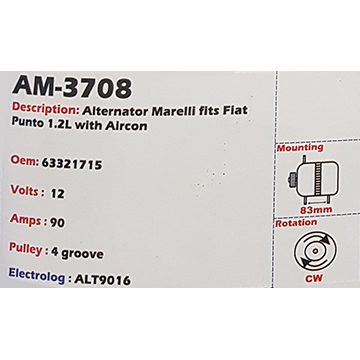 AM-3708
Description: Alternator Marelli fits Fiat
Punto 1.2L with Aircon
Oem: 63321715
Volts : 12
Amps : 90
Pulley : 4 groove
Electrolog : ALT9016
Mounting
83mm
Rotation
CW